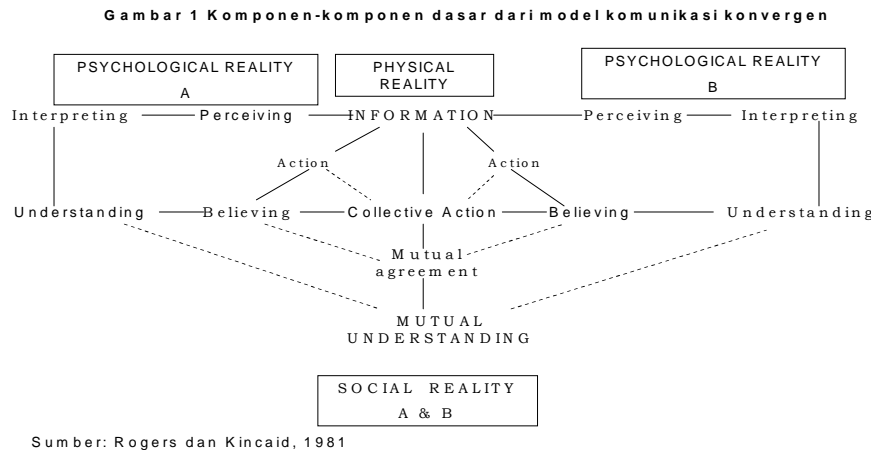 Gambar 1 Komponen-komponen dasar dari model komunikasi konvergen
PSYCHOLOGICAL REALITY
A
PHYSICAL
REALITY
PSYCHOLOGICAL REALITY
B
Interpreting Perceiving INFORMATION Perceiving Interpreting
Action Action
Understanding Believing Collective Action Believing Understanding
Mutual
agreement
MUTUAL
UNDERSTANDING
SOCIAL REALITY
A & B
Sumber: Rogers dan Kincaid, 1981